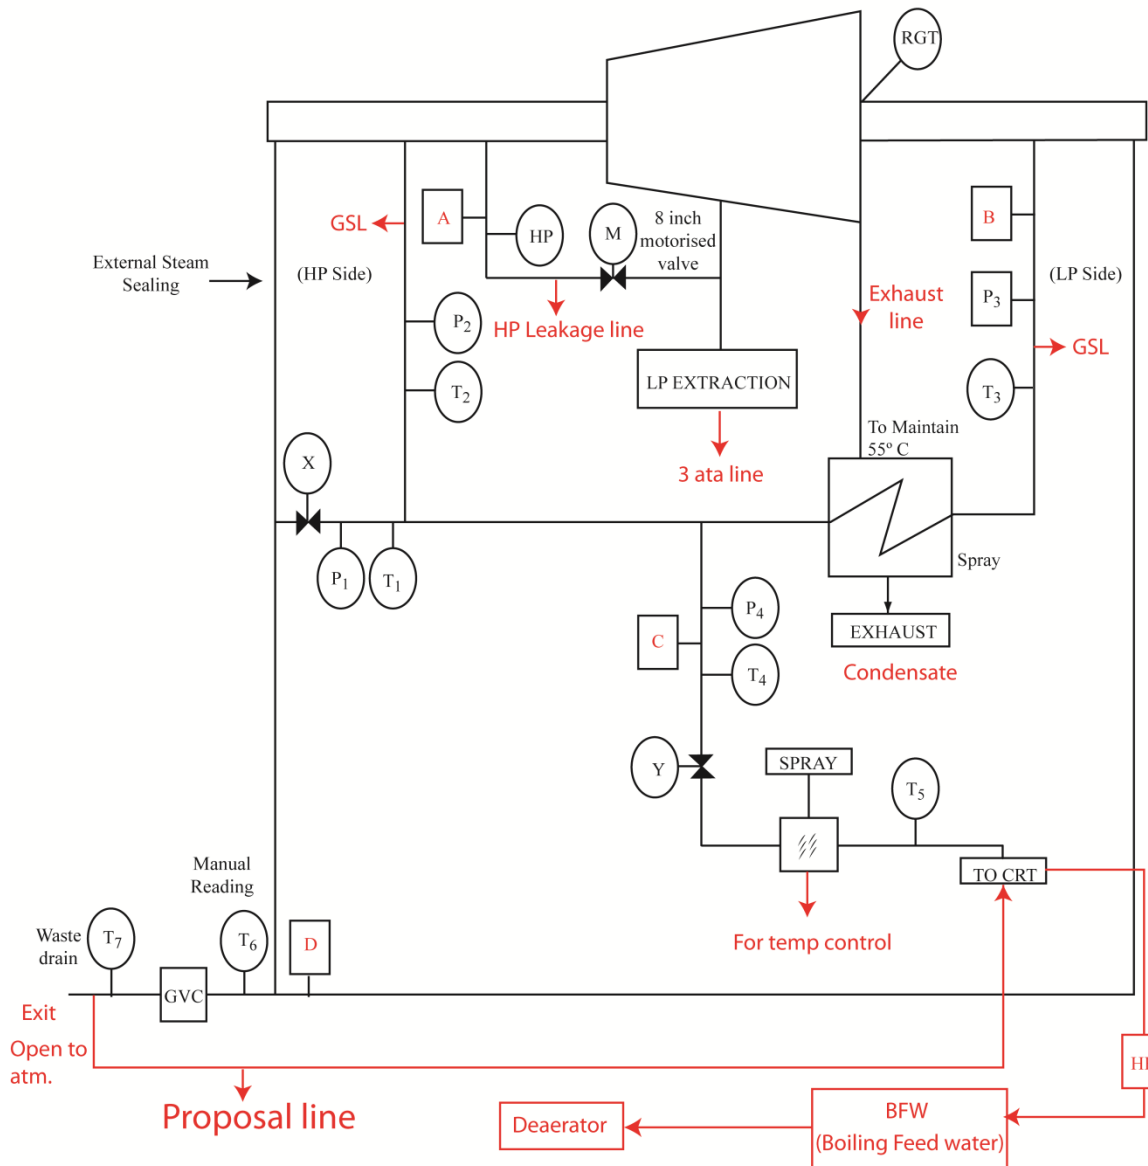 RGT
A
B
GSL
HP
M
8 inch
motorised
valve
External Steam
Sealing
(HP Side)
(LP Side)
P2
HP Leakage line
Exhaust
line
P3
GSL
T2
LP EXTRACTION
T3
To Maintain
55º C
X
3 ata line
P1
T1
Spray
P4
C
EXHAUST
T4
Condensate
Y
SPRAY
T5
TO CRT
Manual
Reading
Waste
drain
T7
T6
D
For temp control
GVC
Exit
Open to
atm.
Proposal line
Deaerator
BFW
(Boiling Feed water)